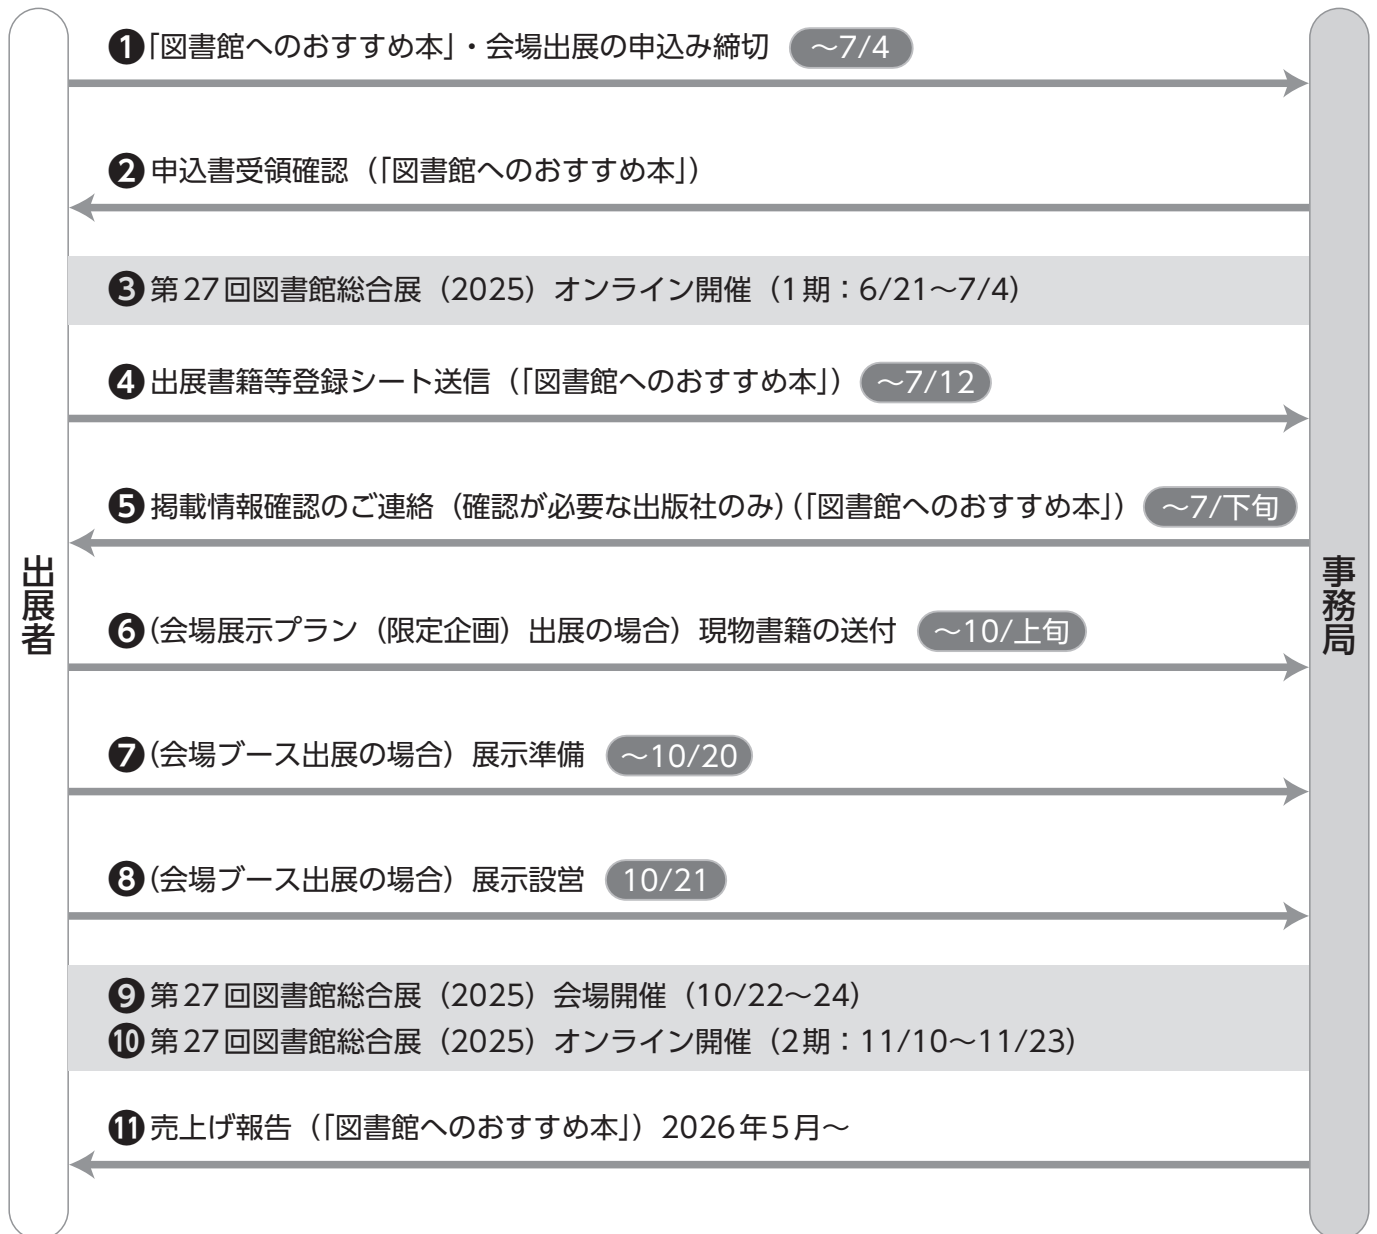 ❶「図書館へのおすすめ本」・会場出展の申込み締切 ～7/4
❷申込書受領確認（「図書館へのおすすめ本」）
❸第27回図書館総合展（2025）オンライン開催（1期：6/21～7/4）
❹出展書籍等登録シート送信（「図書館へのおすすめ本」） ～7/12
❺掲載情報確認のご連絡（確認が必要な出版社のみ）（「図書館へのおすすめ本」） ～7/下旬
出展者
事務局
❻（会場展示プラン（限定企画）出展の場合）現物書籍の送付 ～10/上旬
❼（会場ブース出展の場合）展示準備 ～10/20
❽（会場ブース出展の場合）展示設営 10/21
❾第27回図書館総合展（2025）会場開催（10/22～24）
❿第27回図書館総合展（2025）オンライン開催（2期：11/10～11/23）
⓫売上げ報告（「図書館へのおすすめ本」）2026年5月～